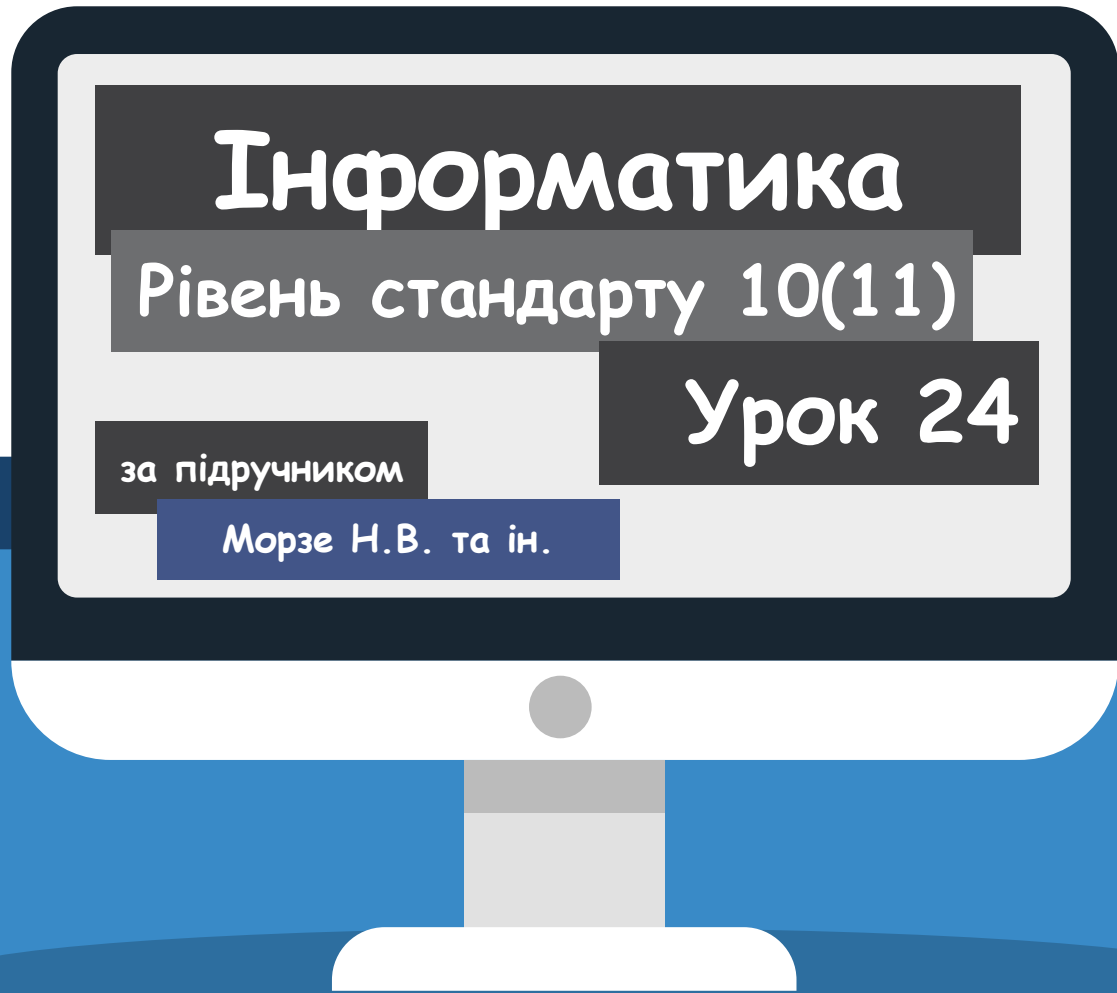 Інформатика
Рівень стандарту 10(11)
Урок 24
за підручником
Морзе Н.В. та ін.